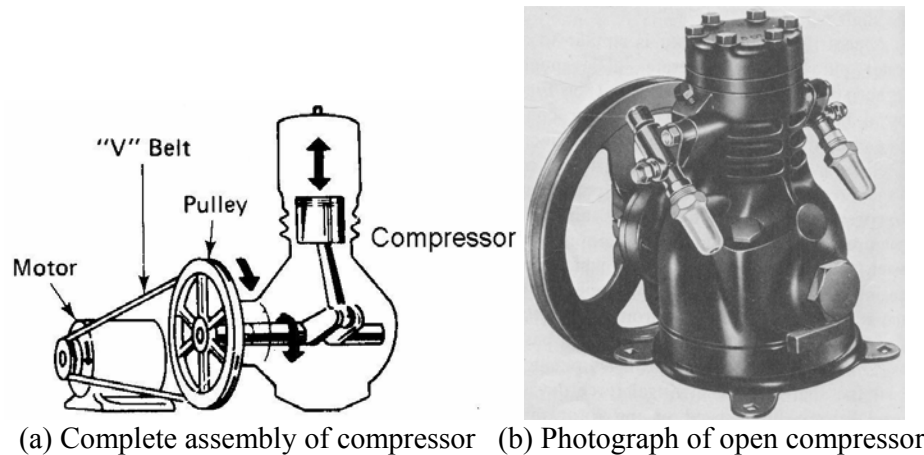 "V" Belt
Pulley
Compressor
Motor
(a) Complete assembly of compressor (b) Photograph of open compressor